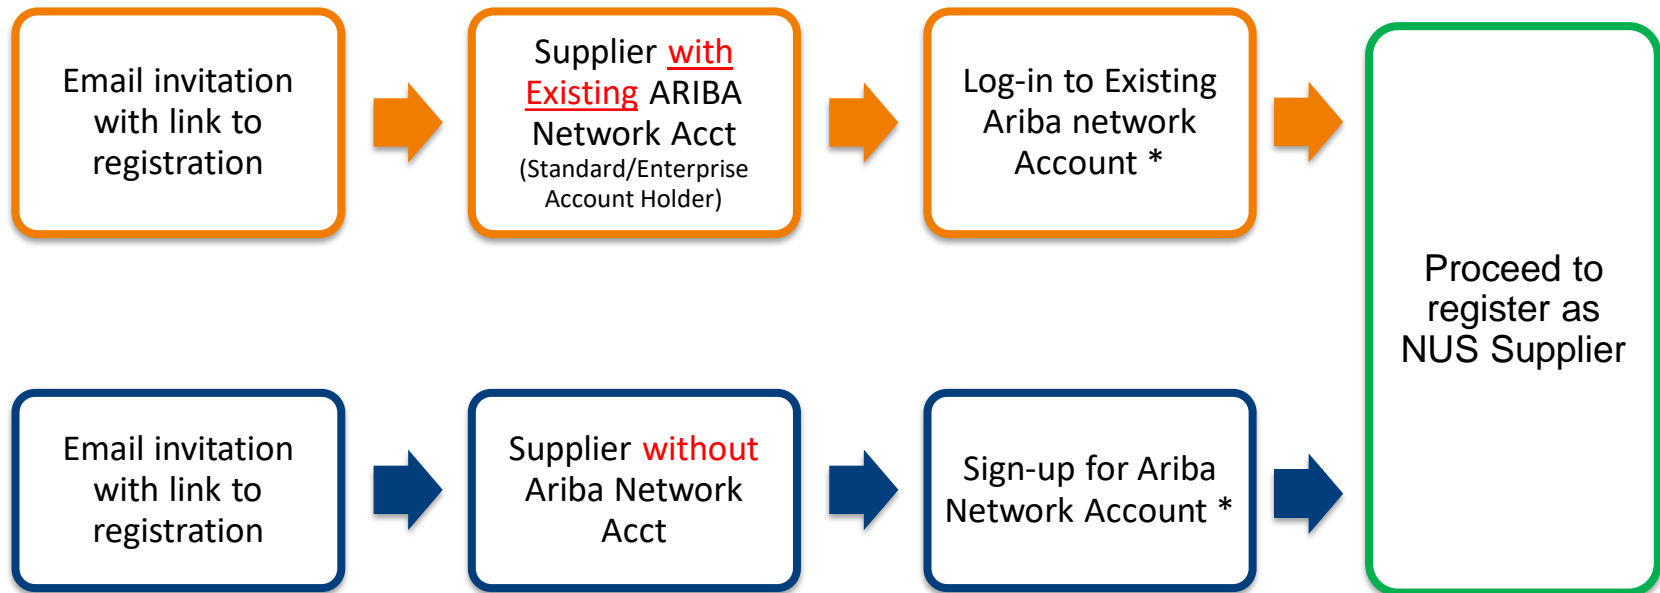 Email invitation
with link to
registration
Supplier with
Existing ARIBA
Network Acct
(Standard/Enterprise
Account Holder)
Log-in to Existing
Ariba network
Account *
Proceed to
register as
NUS Supplier
Email invitation
with link to
registration
Supplier without
Ariba Network
Acct
Sign-up for Ariba
Network Account *